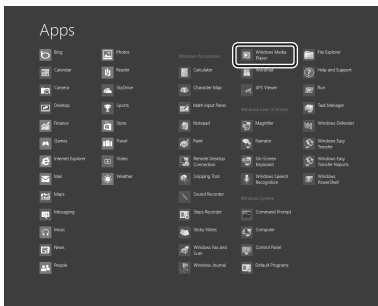 Apps
Bing
Calendar
Camera
Desktop
Finance
Games
Internet Explorer
Mail
Maps
Messaging
Music
News
People
Photos
Reader
SkyDrive
Sports
Store
Travel
Video
Weather
Windows Accessories
Calculator
Character Map
Math Input Panel
Notepad
Paint
Remote Desktop
Connection
Snipping Tool
Sound Recorder
Steps Recorder
Sticky Notes
Windows Fax and
Scan
Windows Journal
Windows Media
Player
WordPad
XPS Viewer
Windows Ease of Access
Magnifier
Narrator
On-Screen
Keyboard
Windows Speech
Recognition
Windows System
Command Prompt
Computer
Control Panel
Default Programs
File Explorer
Help and Support
Run
Task Manager
Windows Defender
Windows Easy
Transfer
Windows Easy
Transfer Reports
Windows
PowerShell